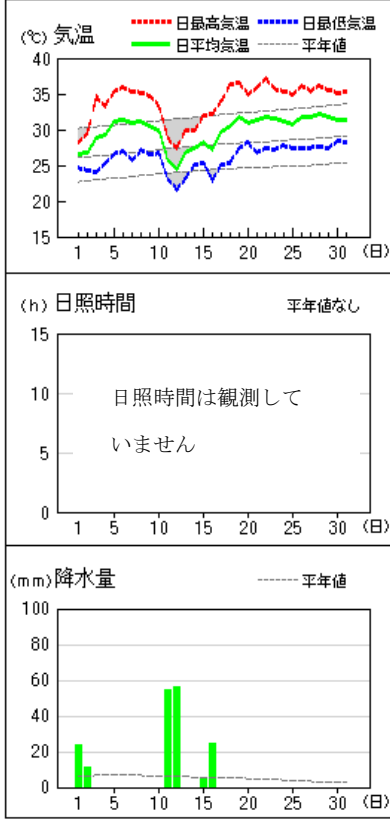 (℃) 気温
日最高気温 日最低気温
日平均気温 平年値
40
35
30
25
20
15
1 5 10 15 20 25 30 (日)
(h) 日照時間 平年値なし
15
10
5
0
日照時間は観測して
いません
1 5 10 15 20 25 30 (日)
(mm) 降水量 平年値
100
80
60
40
20
0
1 5 10 15 20 25 30 (日)